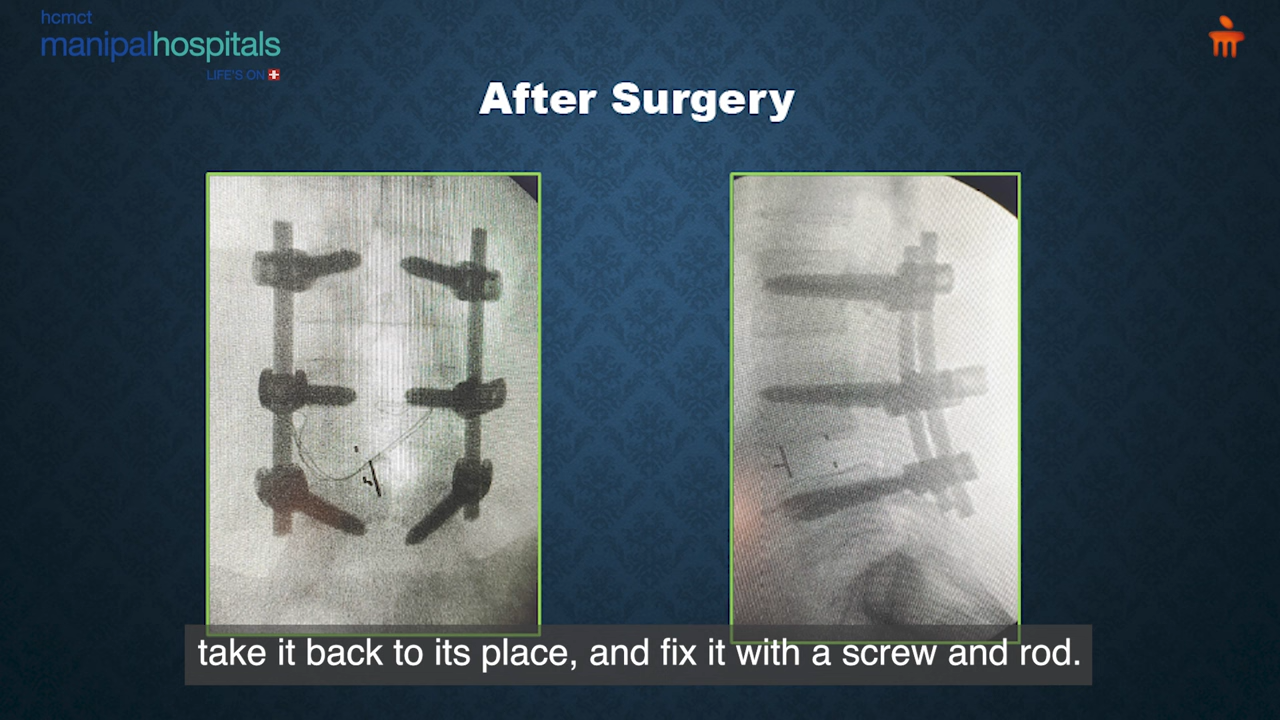 hcmct
manipalhospitals
LIFE'S ON
After Surgery
take it back to its place, and fix it with a screw and rod.